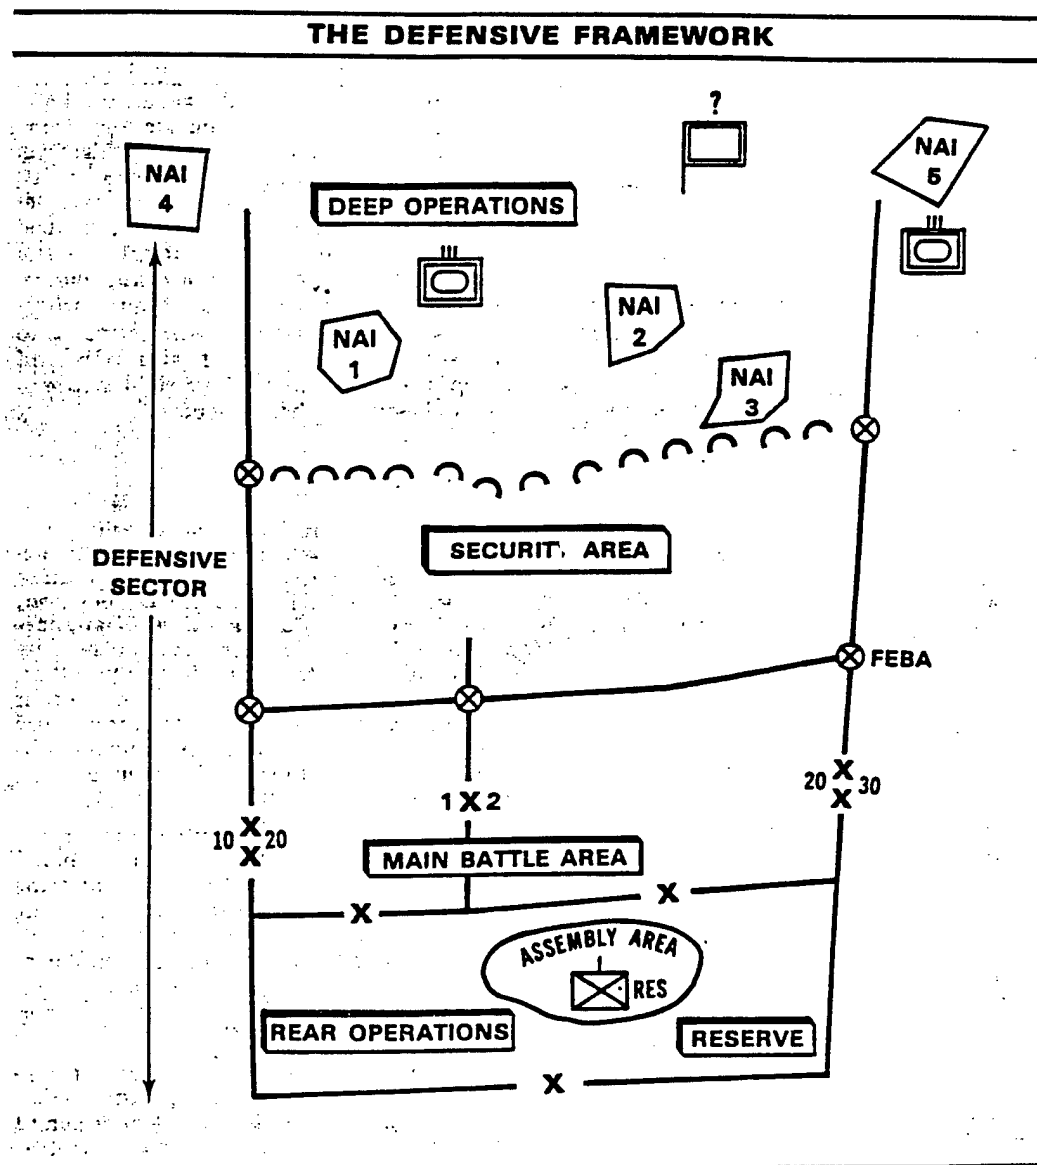 THE DEFENSIVE FRAMEWORK
?
NAI
4
NAI
5
DEEP OPERATIONS
NAI
1
NAI
2
NAI
3
DEFENSIVE
SECTOR
SECURIT AREA
FEBA
20 X 30
X
1 X 2
10 X 20
X
MAIN BATTLE AREA
X
X
ASSEMBLY AREA
RES
REAR OPERATIONS
RESERVE
X